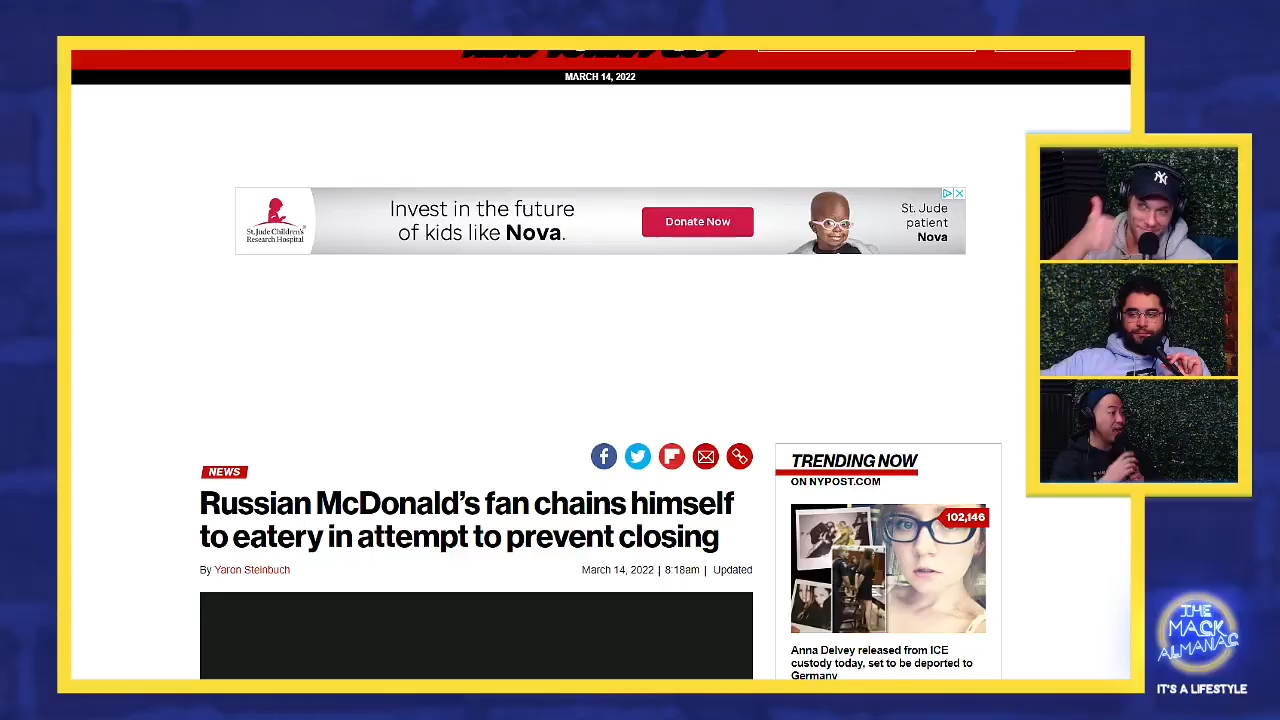 MARCH 14, 2022
St. Jude Children's
Research Hospital
Invest in the future
of kids like Nova.
Donate Now
St. Jude
patient
Nova
NEWS
Russian McDonald's fan chains himself
to eatery in attempt to prevent closing
By Yaron Steinbuch
March 14, 2022 | 8:18am | Updated
TRENDING NOW
ON NYPOST.COM
102,146
Anna Delvey released from ICE
custody today, set to be deported to
Germany
THE
MACK
ALMANAC
IT'S A LIFESTYLE